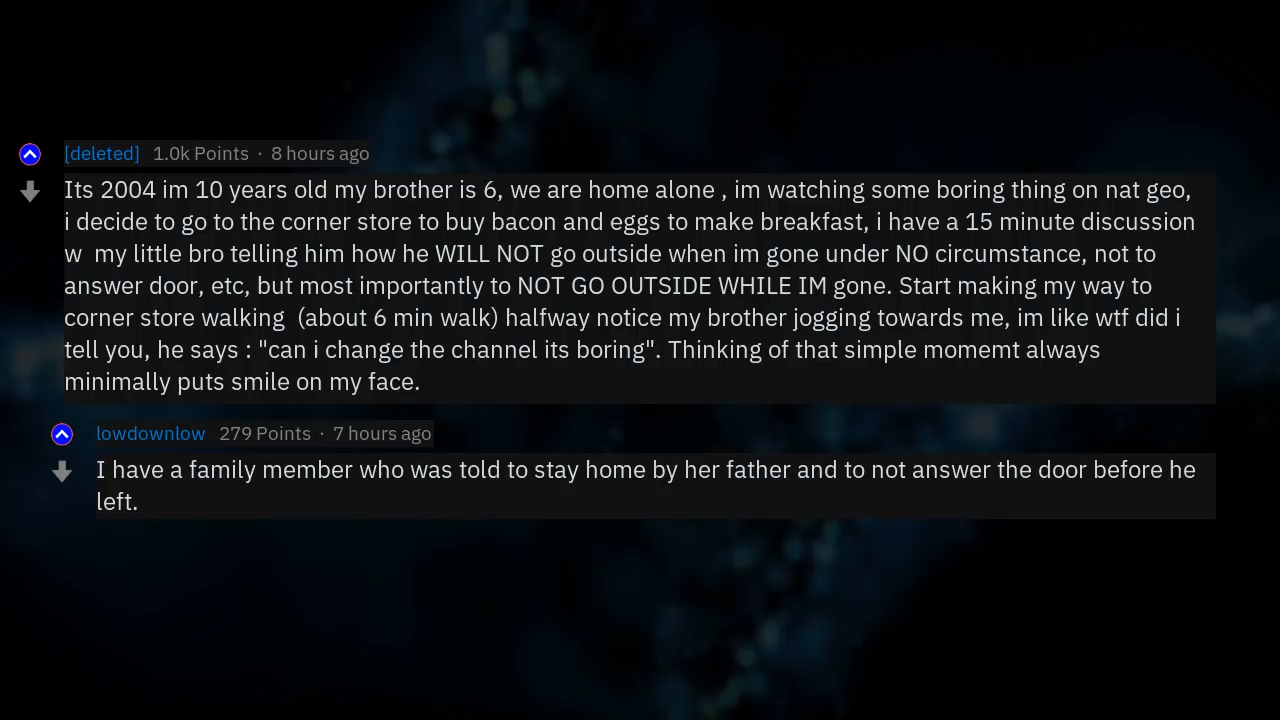 [deleted] 1.0k Points · 8 hours ago
Its 2004 im 10 years old my brother is 6, we are home alone , im watching some boring thing on nat geo,
i decide to go to the corner store to buy bacon and eggs to make breakfast, i have a 15 minute discussion
w  my little bro telling him how he WILL NOT go outside when im gone under NO circumstance, not to
answer door, etc, but most importantly to NOT GO OUTSIDE WHILE IM gone. Start making my way to
corner store walking  (about 6 min walk) halfway notice my brother jogging towards me, im like wtf did i
tell you, he says : "can i change the channel its boring". Thinking of that simple momemt always
minimally puts smile on my face.
lowdownlow 279 Points · 7 hours ago
I have a family member who was told to stay home by her father and to not answer the door before he
left.